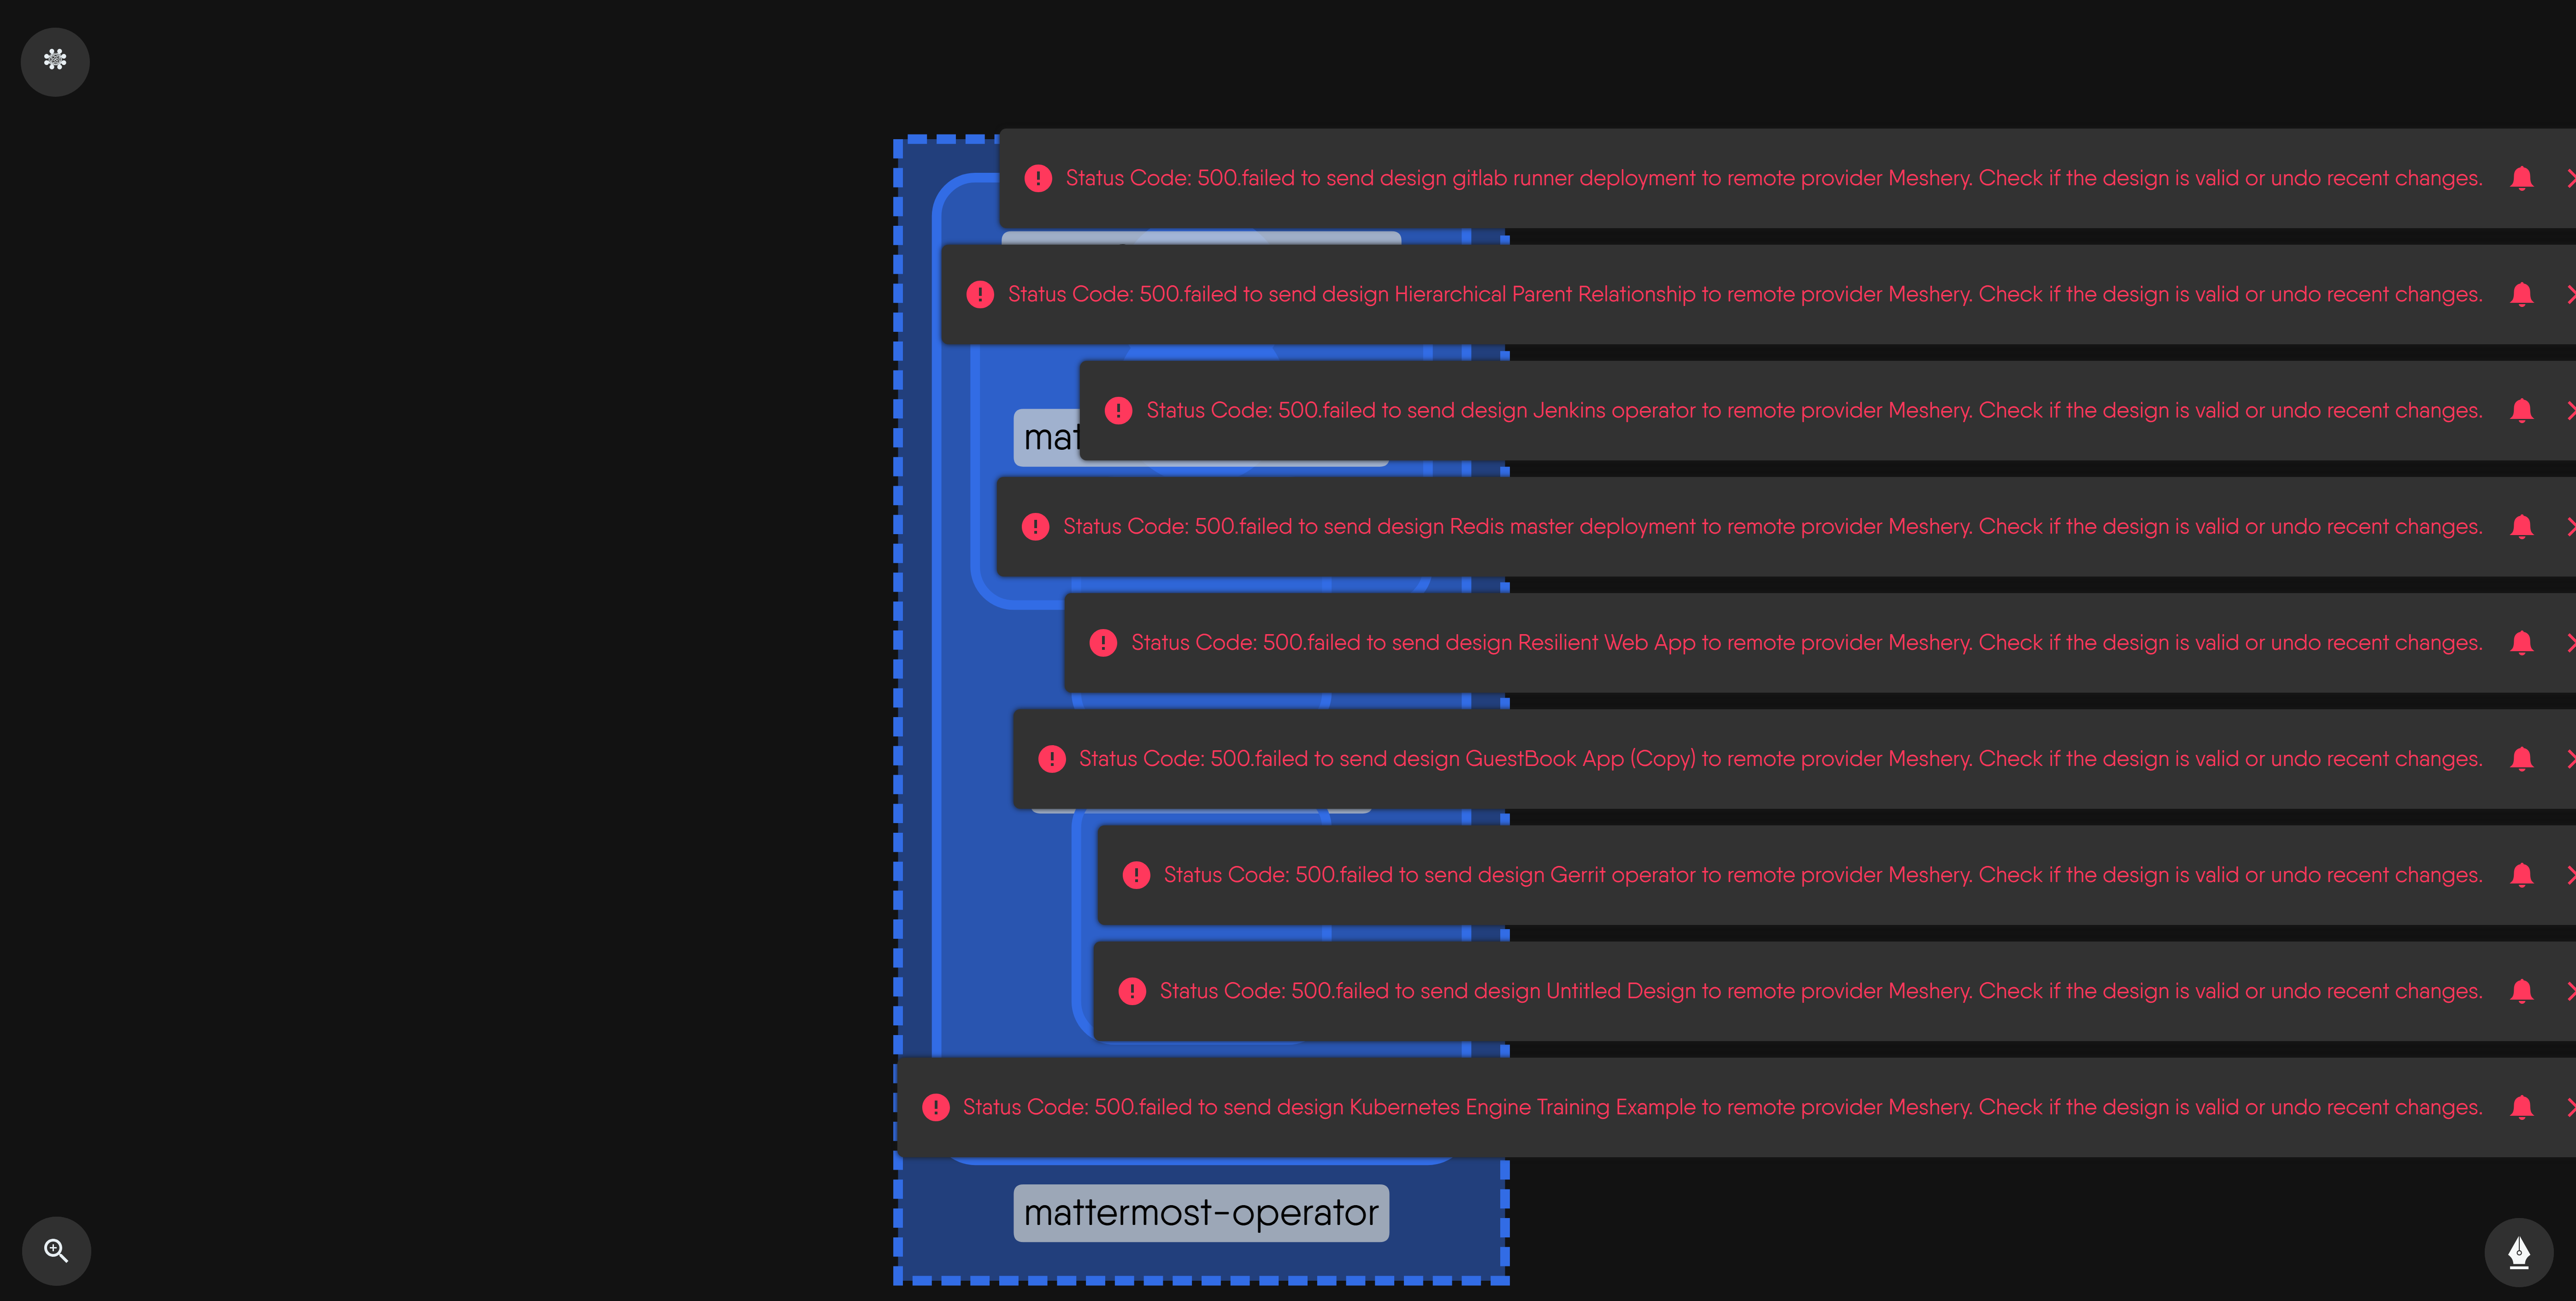 Status Code: 500.failed to send design gitlab runner deployment to remote provider Meshery. Check if the design is valid or undo recent changes.
Status Code: 500.failed to send design Hierarchical Parent Relationship to remote provider Meshery. Check if the design is valid or undo recent changes.
Status Code: 500.failed to send design Jenkins operator to remote provider Meshery. Check if the design is valid or undo recent changes.
mat
Status Code: 500.failed to send design Redis master deployment to remote provider Meshery. Check if the design is valid or undo recent changes.
Status Code: 500.failed to send design Resilient Web App to remote provider Meshery. Check if the design is valid or undo recent changes.
Status Code: 500.failed to send design GuestBook App (Copy) to remote provider Meshery. Check if the design is valid or undo recent changes.
Status Code: 500.failed to send design Gerrit operator to remote provider Meshery. Check if the design is valid or undo recent changes.
Status Code: 500.failed to send design Untitled Design to remote provider Meshery. Check if the design is valid or undo recent changes.
Status Code: 500.failed to send design Kubernetes Engine Training Example to remote provider Meshery. Check if the design is valid or undo recent changes.
mattermost-operator